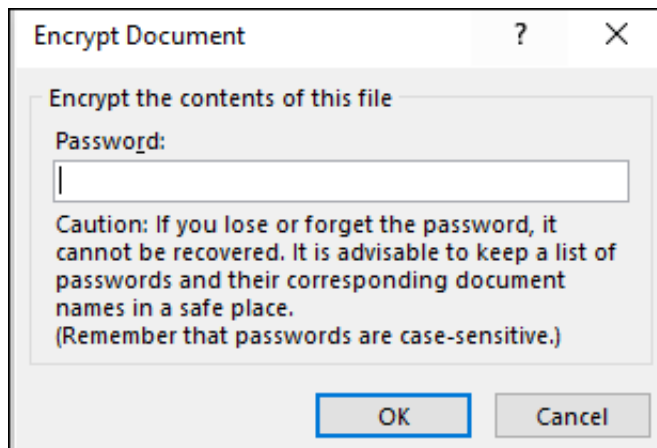 Encrypt Document ?
Encrypt the contents of this file
Password:
Caution: If you lose or forget the password, it
cannot be recovered. It is advisable to keep a list of
passwords and their corresponding document
names in a safe place.
(Remember that passwords are case-sensitive.)
OK Cancel